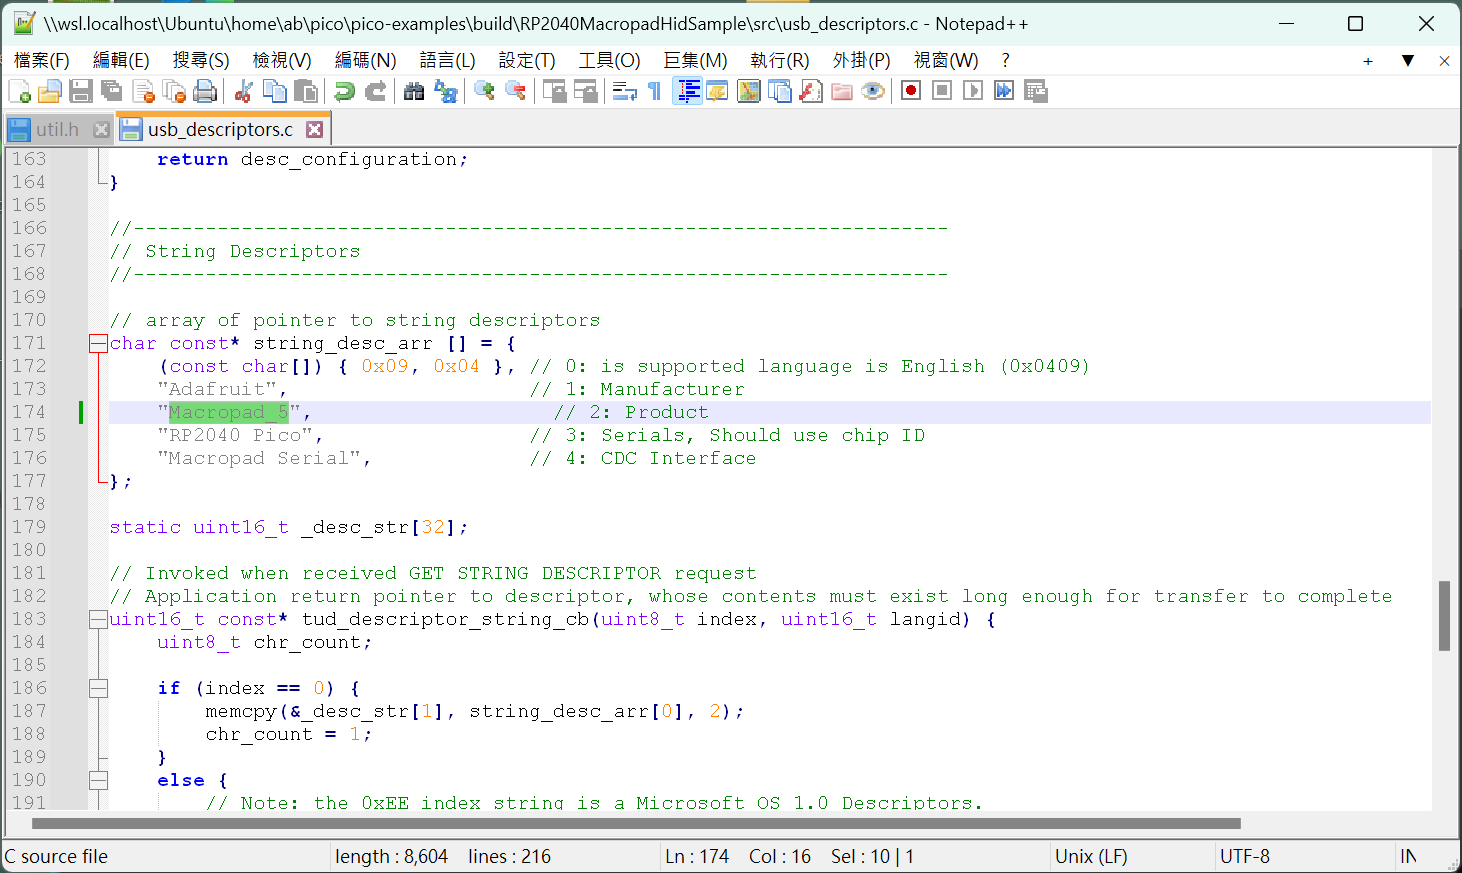 \\wsl.localhost\Ubuntu\home\ab\pico\pico-examples\build\RP2040MacropadHidSample\src\usb_descriptors.c - Notepad++
檔案(F) 編輯(E) 搜尋(S) 檢視(V) 編碼(N) 語言(L) 設定(T) 工具(O) 巨集(M) 執行(R) 外掛(P) 視窗(W) ? + ▼ ×
util.h usb_descriptors.c
163 return desc_configuration;
164 }
165
166 //--------------------------------------------------------------------
167 // String Descriptors
168 //--------------------------------------------------------------------
169
170 // array of pointer to string descriptors
171 char const* string_desc_arr [] = {
172 (const char[]) { 0x09, 0x04 }, // 0: is supported language is English (0x0409)
173 "Adafruit", // 1: Manufacturer
174 "Macropad_5", // 2: Product
175 "RP2040 Pico", // 3: Serials, Should use chip ID
176 "Macropad Serial", // 4: CDC Interface
177 };
178
179 static uint16_t _desc_str[32];
180
181 // Invoked when received GET STRING DESCRIPTOR request
182 // Application return pointer to descriptor, whose contents must exist long enough for transfer to complete
183 uint16_t const* tud_descriptor_string_cb(uint8_t index, uint16_t langid) {
184 uint8_t chr_count;
185
186 if (index == 0) {
187 memcpy(&_desc_str[1], string_desc_arr[0], 2);
188 chr_count = 1;
189 }
190 else {
191 // Note: the 0xEE index string is a Microsoft OS 1.0 Descriptors.
C source file length : 8,604 lines : 216 Ln : 174 Col : 16 Sel : 10 | 1 Unix (LF) UTF-8 IN